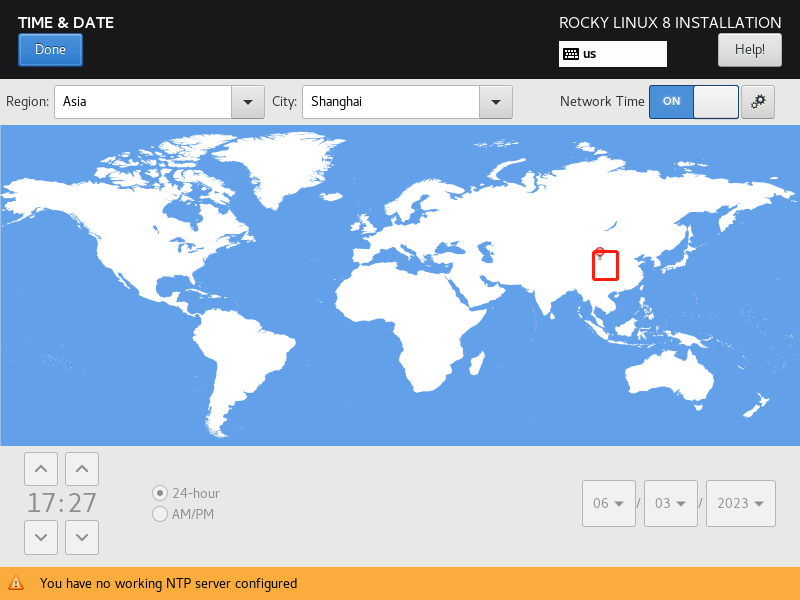 TIME & DATE
ROCKY LINUX 8 INSTALLATION
Done
us
Help!
Region: Asia City: Shanghai Network Time ON
17:27
24-hour
AM/PM
06 / 03 / 2023
You have no working NTP server configured